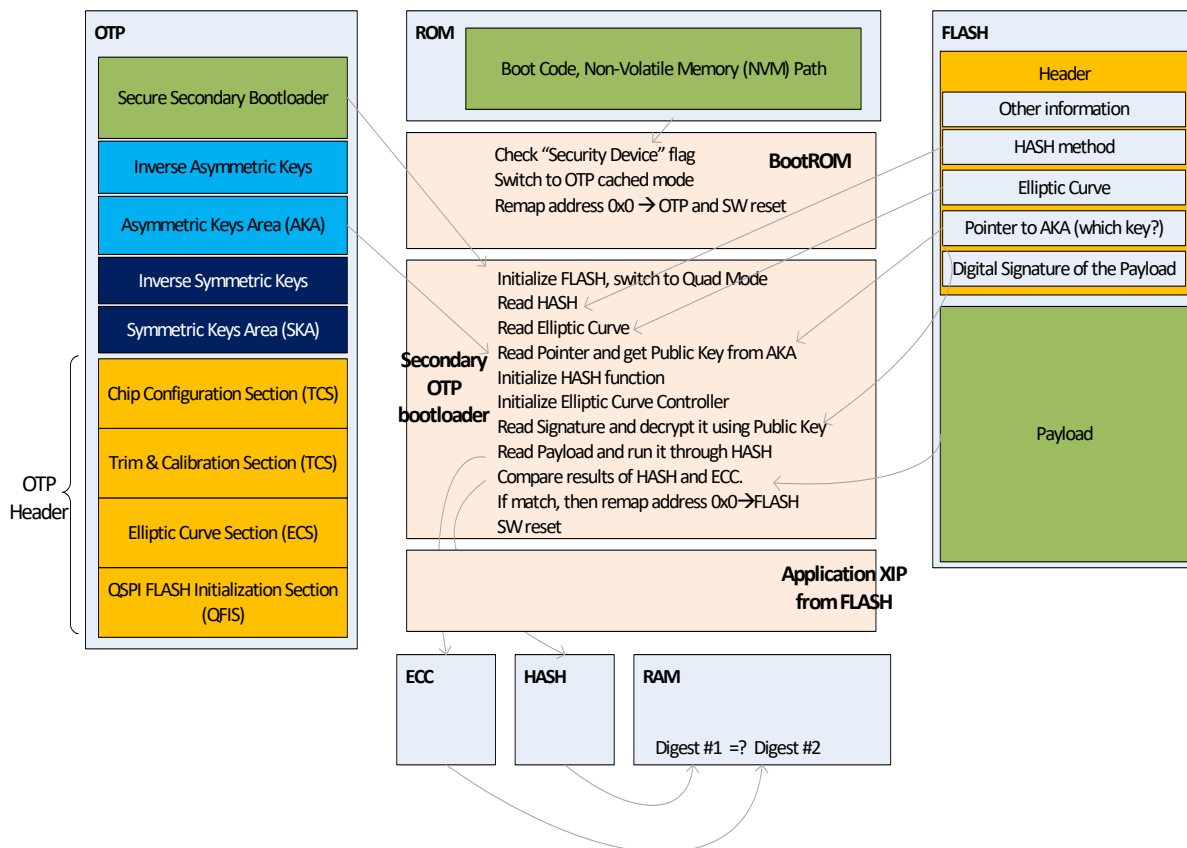 OTP
Secure Secondary Bootloader
Inverse Asymmetric Keys
Asymmetric Keys Area (AKA)
Inverse Symmetric Keys
Symmetric Keys Area (SKA)
OTP
Header
Chip Configuration Section (TCS)
Trim & Calibration Section (TCS)
Elliptic Curve Section (ECS)
QSPI FLASH Initialization Section
(QFIS)
ROM
Boot Code, Non-Volatile Memory (NVM) Path
BootROM
Check “Security Device” flag
Switch to OTP cached mode
Remap address 0x0 → OTP and SW reset
Secondary
OTP
bootloader
Initialize FLASH, switch to Quad Mode
Read HASH
Read Elliptic Curve
Read Pointer and get Public Key from AKA
Initialize HASH function
Initialize Elliptic Curve Controller
Read Signature and decrypt it using Public Key
Read Payload and run it through HASH
Compare results of HASH and ECC.
If match, then remap address 0x0→FLASH
SW reset
Application XIP
from FLASH
ECC
HASH
RAM
Digest #1 =? Digest #2
FLASH
Header
Other information
HASH method
Elliptic Curve
Pointer to AKA (which key?)
Digital Signature of the Payload
Payload